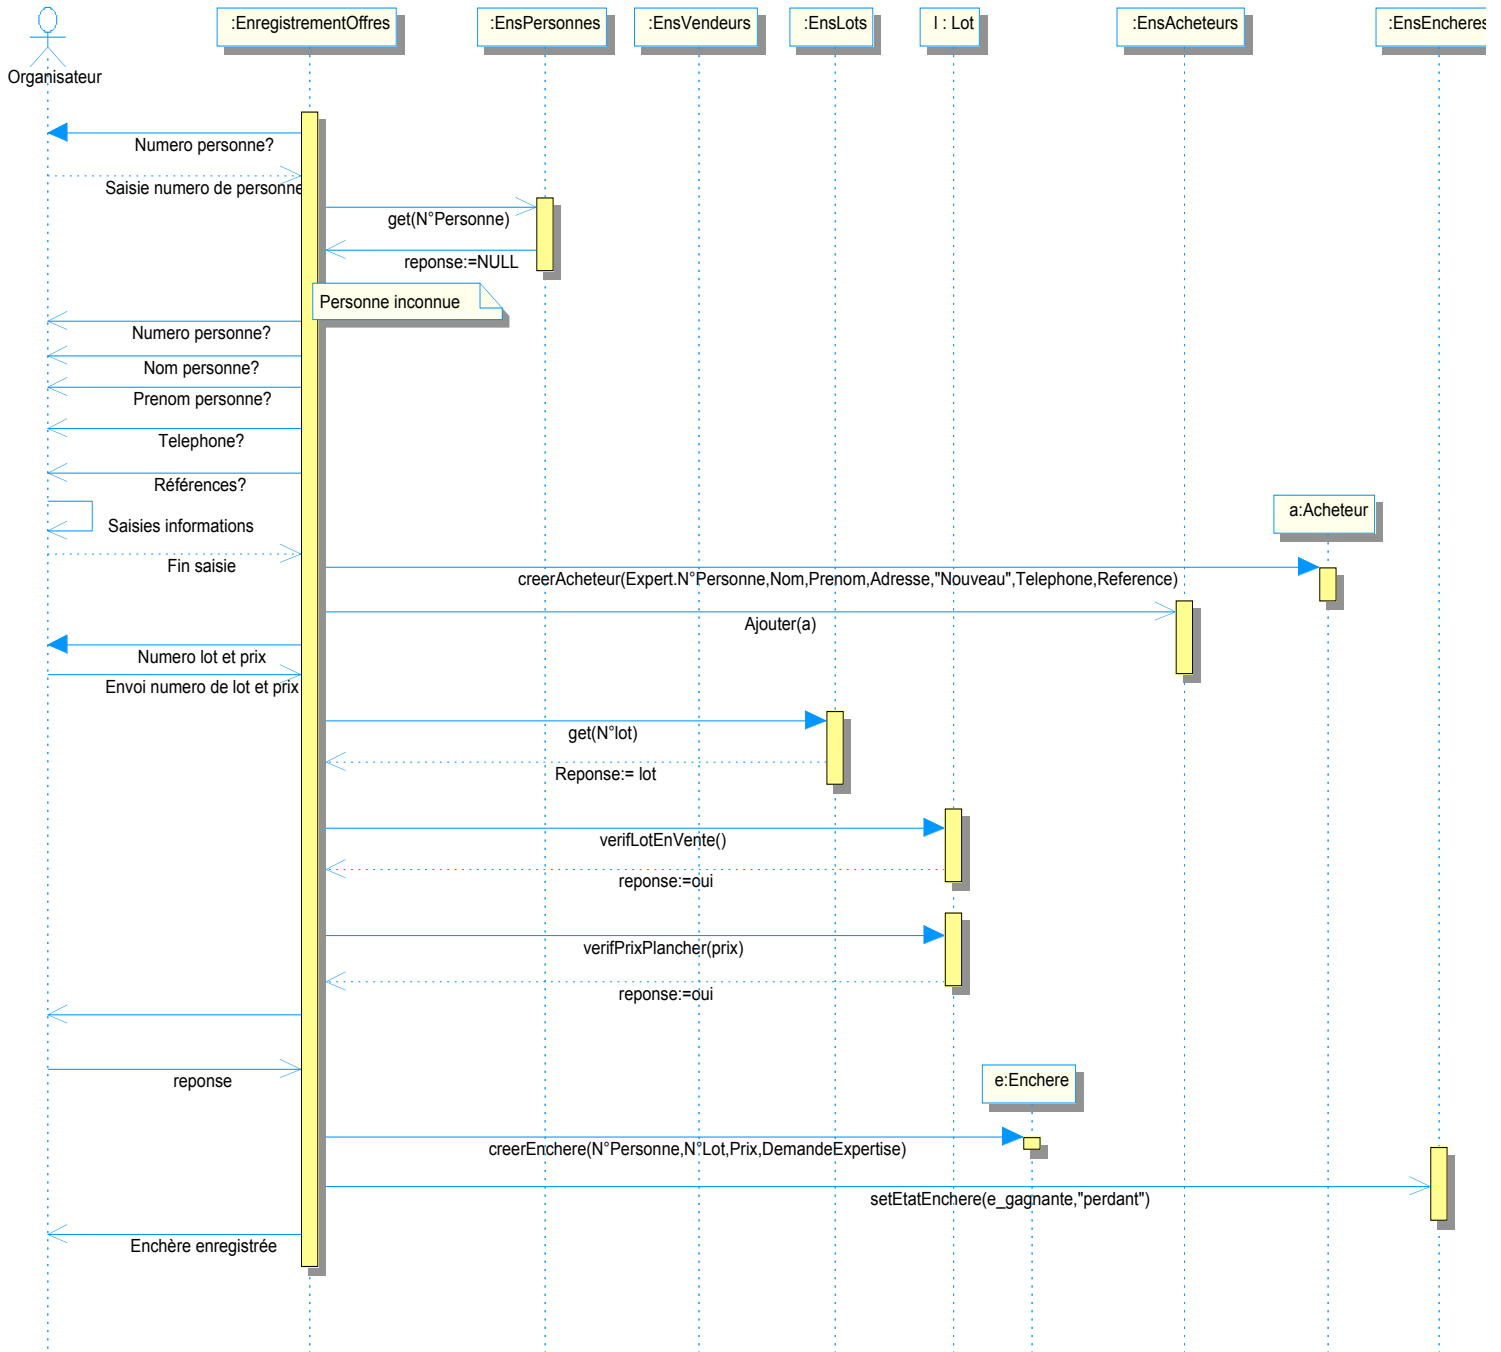 :EnregistrementOffres
:EnsPersonnes
:EnsVendeurs
:EnsLots
l : Lot
:EnsAcheteurs
:EnsEncheres
Organisateur
Numero personne?
Saisie numero de personne
get(N°Personne)
reponse:=NULL
Personne inconnue
Numero personne?
Nom personne?
Prenom personne?
Telephone?
Références?
Saisies informations
a:Acheteur
Fin saisie
creerAcheteur(Expert.N°Personne,Nom,Prenom,Adresse,"Nouveau",Telephone,Reference)
Ajouter(a)
Numero lot et prix
Envoi numero de lot et prix
get(N°lot)
Reponse:= lot
verifLotEnVente()
reponse:=oui
verifPrixPlancher(prix)
reponse:=oui
reponse
e:Enchere
creerEnchere(N°Personne,N°Lot,Prix,DemandeExpertise)
setEtatEnchere(e_gagnante,"perdant")
Enchère enregistrée